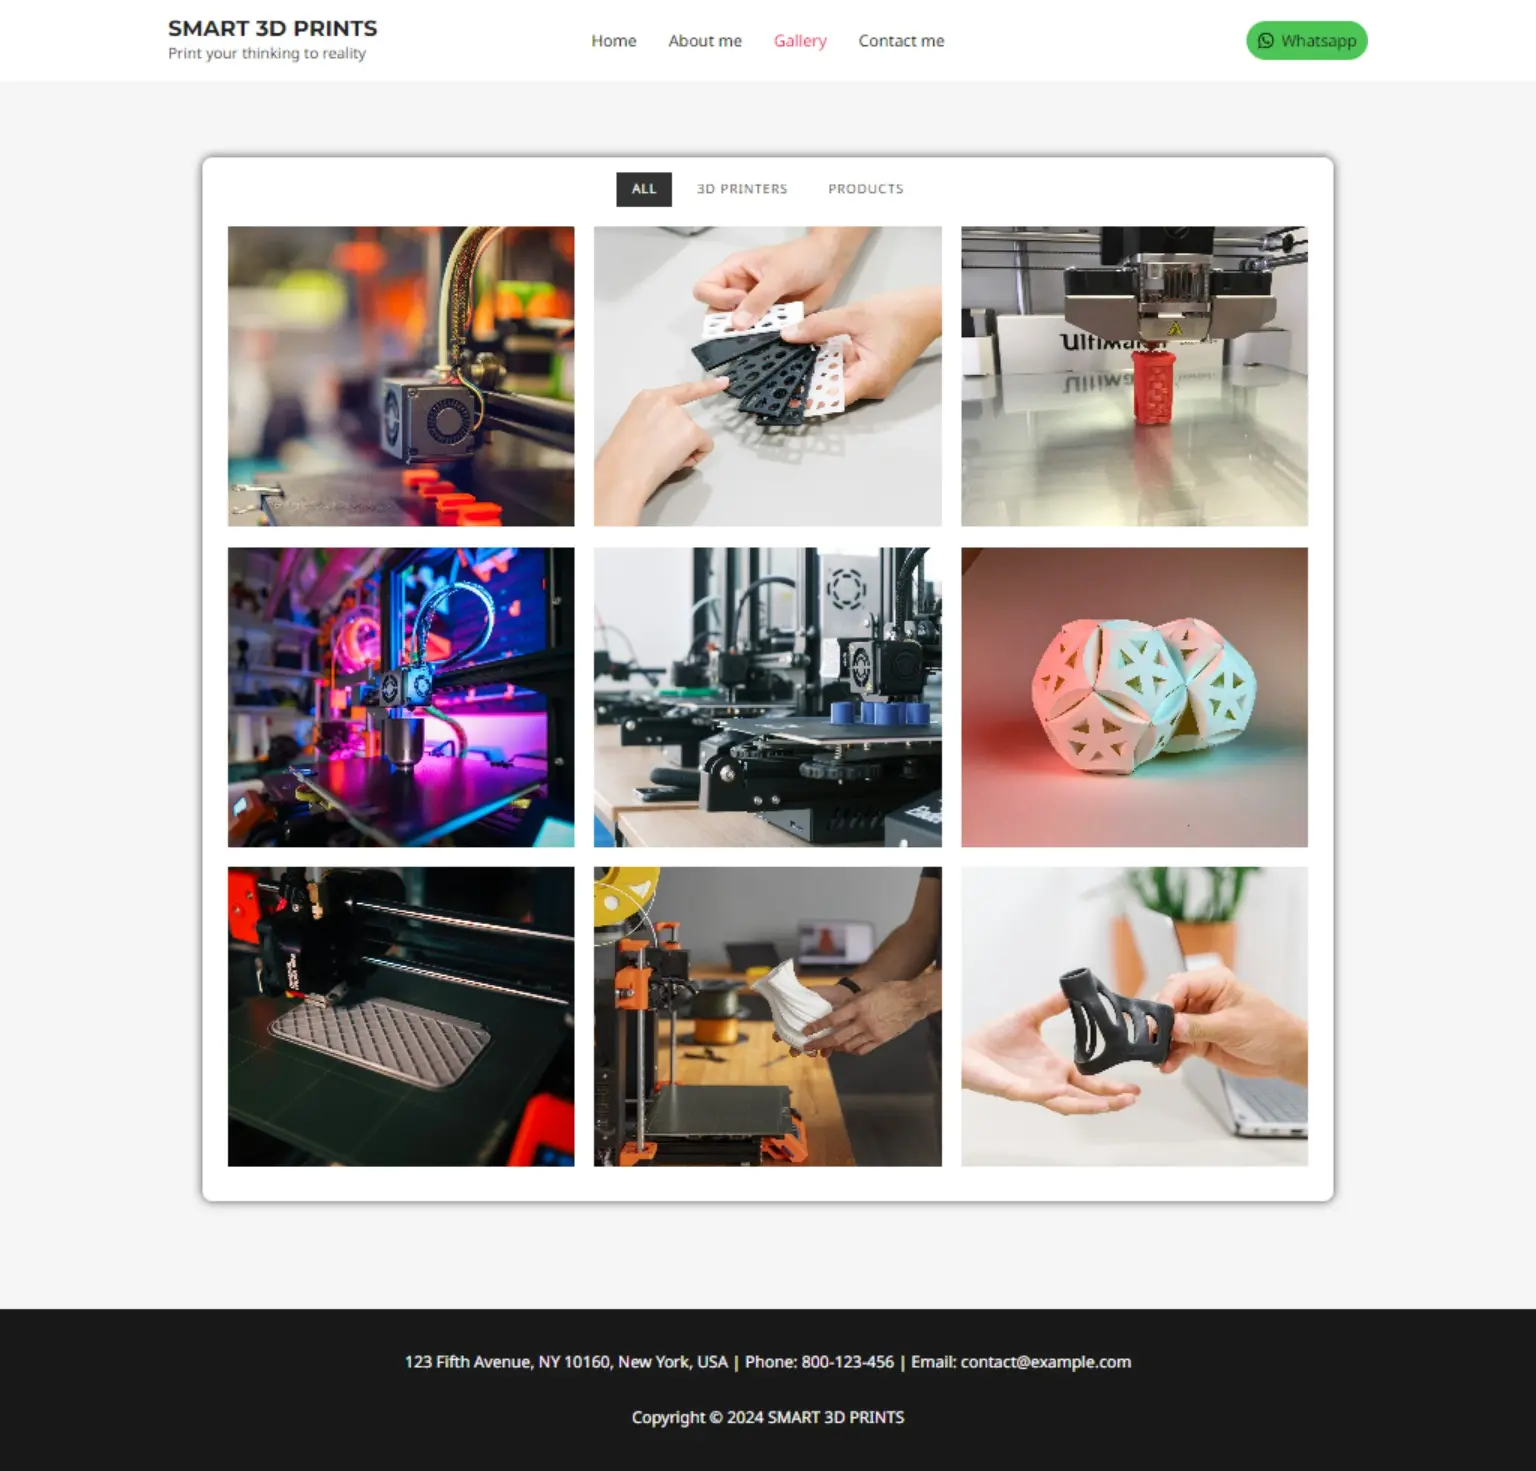 SMART 3D PRINTS
Print your thinking to reality
Home
About me
Gallery
Contact me
Whatsapp
ALL
3D PRINTERS
PRODUCTS
123 Fifth Avenue, NY 10160, New York, USA | Phone: 800-123-456 | Email: contact@example.com
Copyright © 2024 SMART 3D PRINTS